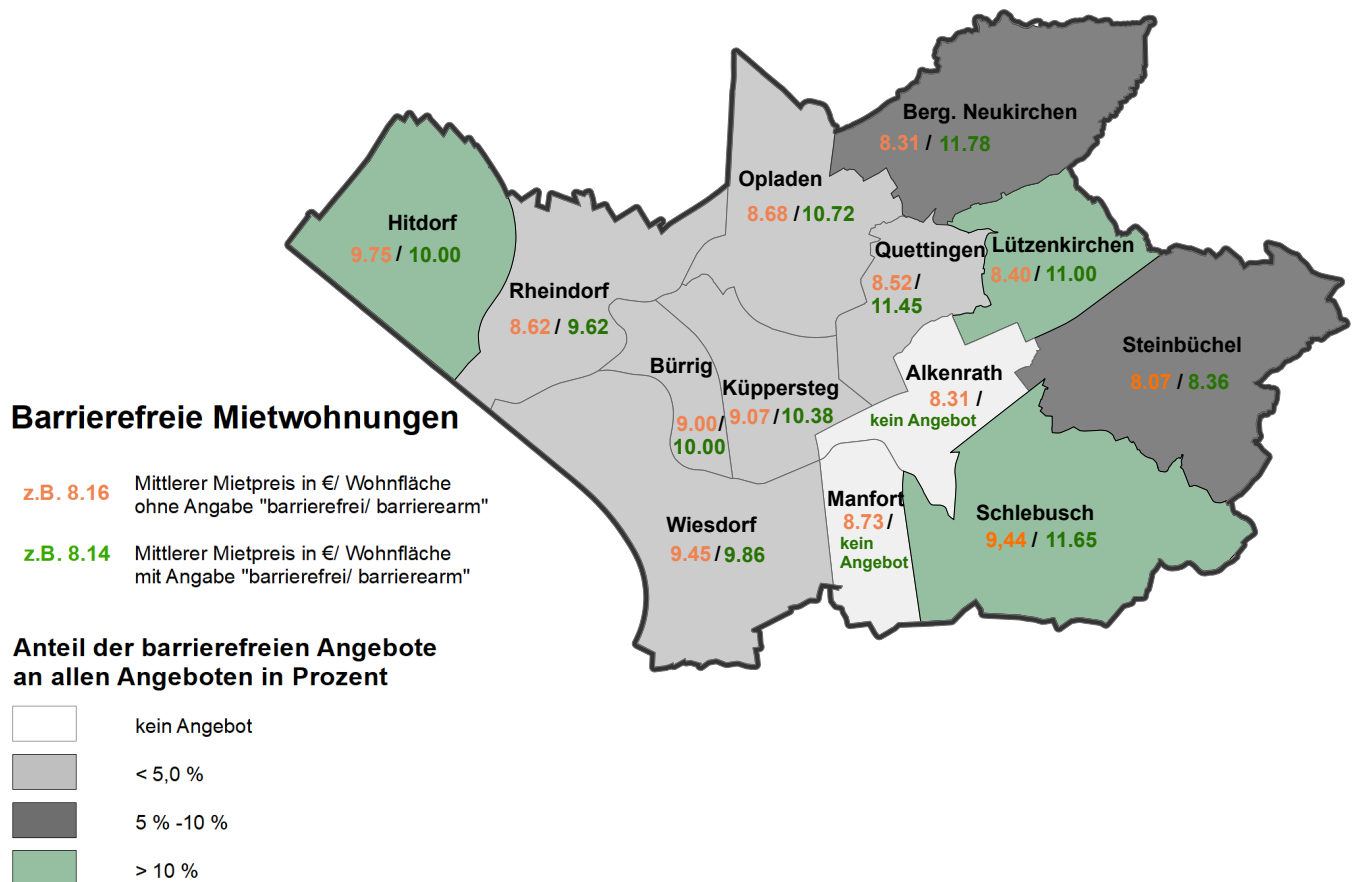 Berg. Neukirchen
8.31 / 11.78
Opladen
8.68 / 10.72
Hitdorf
9.75 / 10.00
Quettingen
8.52 /
11.45
Lützenkirchen
8.40 / 11.00
Rheindorf
8.62 / 9.62
Steinbüchel
8.07 / 8.36
Bürrig
9.00 /
10.00
Küppersteg
9.07 / 10.38
Alkenrath
8.31 /
kein Angebot
Manfort
8.73 /
kein
Angebot
Schlebusch
9,44 / 11.65
Wiesdorf
9.45 / 9.86
Barrierefreie Mietwohnungen
z.B. 8.16 Mittlerer Mietpreis in €/ Wohnfläche
ohne Angabe "barrierefrei/ barrierearm"
z.B. 8.14 Mittlerer Mietpreis in €/ Wohnfläche
mit Angabe "barrierefrei/ barrierearm"
Anteil der barrierefreien Angebote
an allen Angeboten in Prozent
kein Angebot
< 5,0 %
5 % -10 %
> 10 %